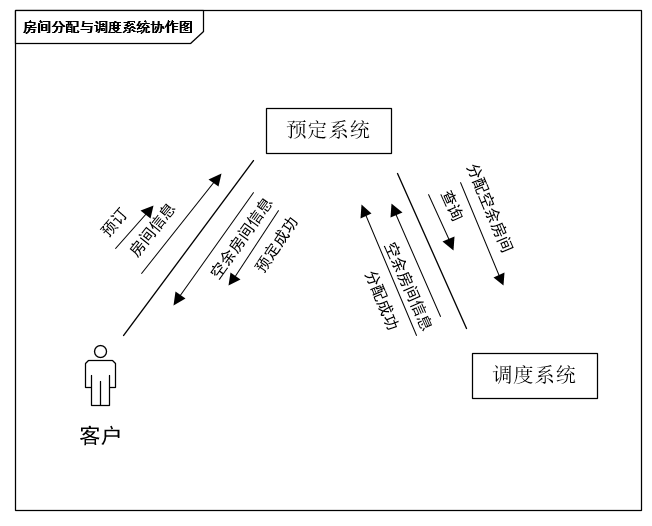 房间分配与调度系统协作图
预定系统
预订
房间信息
空余房间信息
预定成功
查询
分配空余房间
空余房间信息
分配成功
调度系统
客户